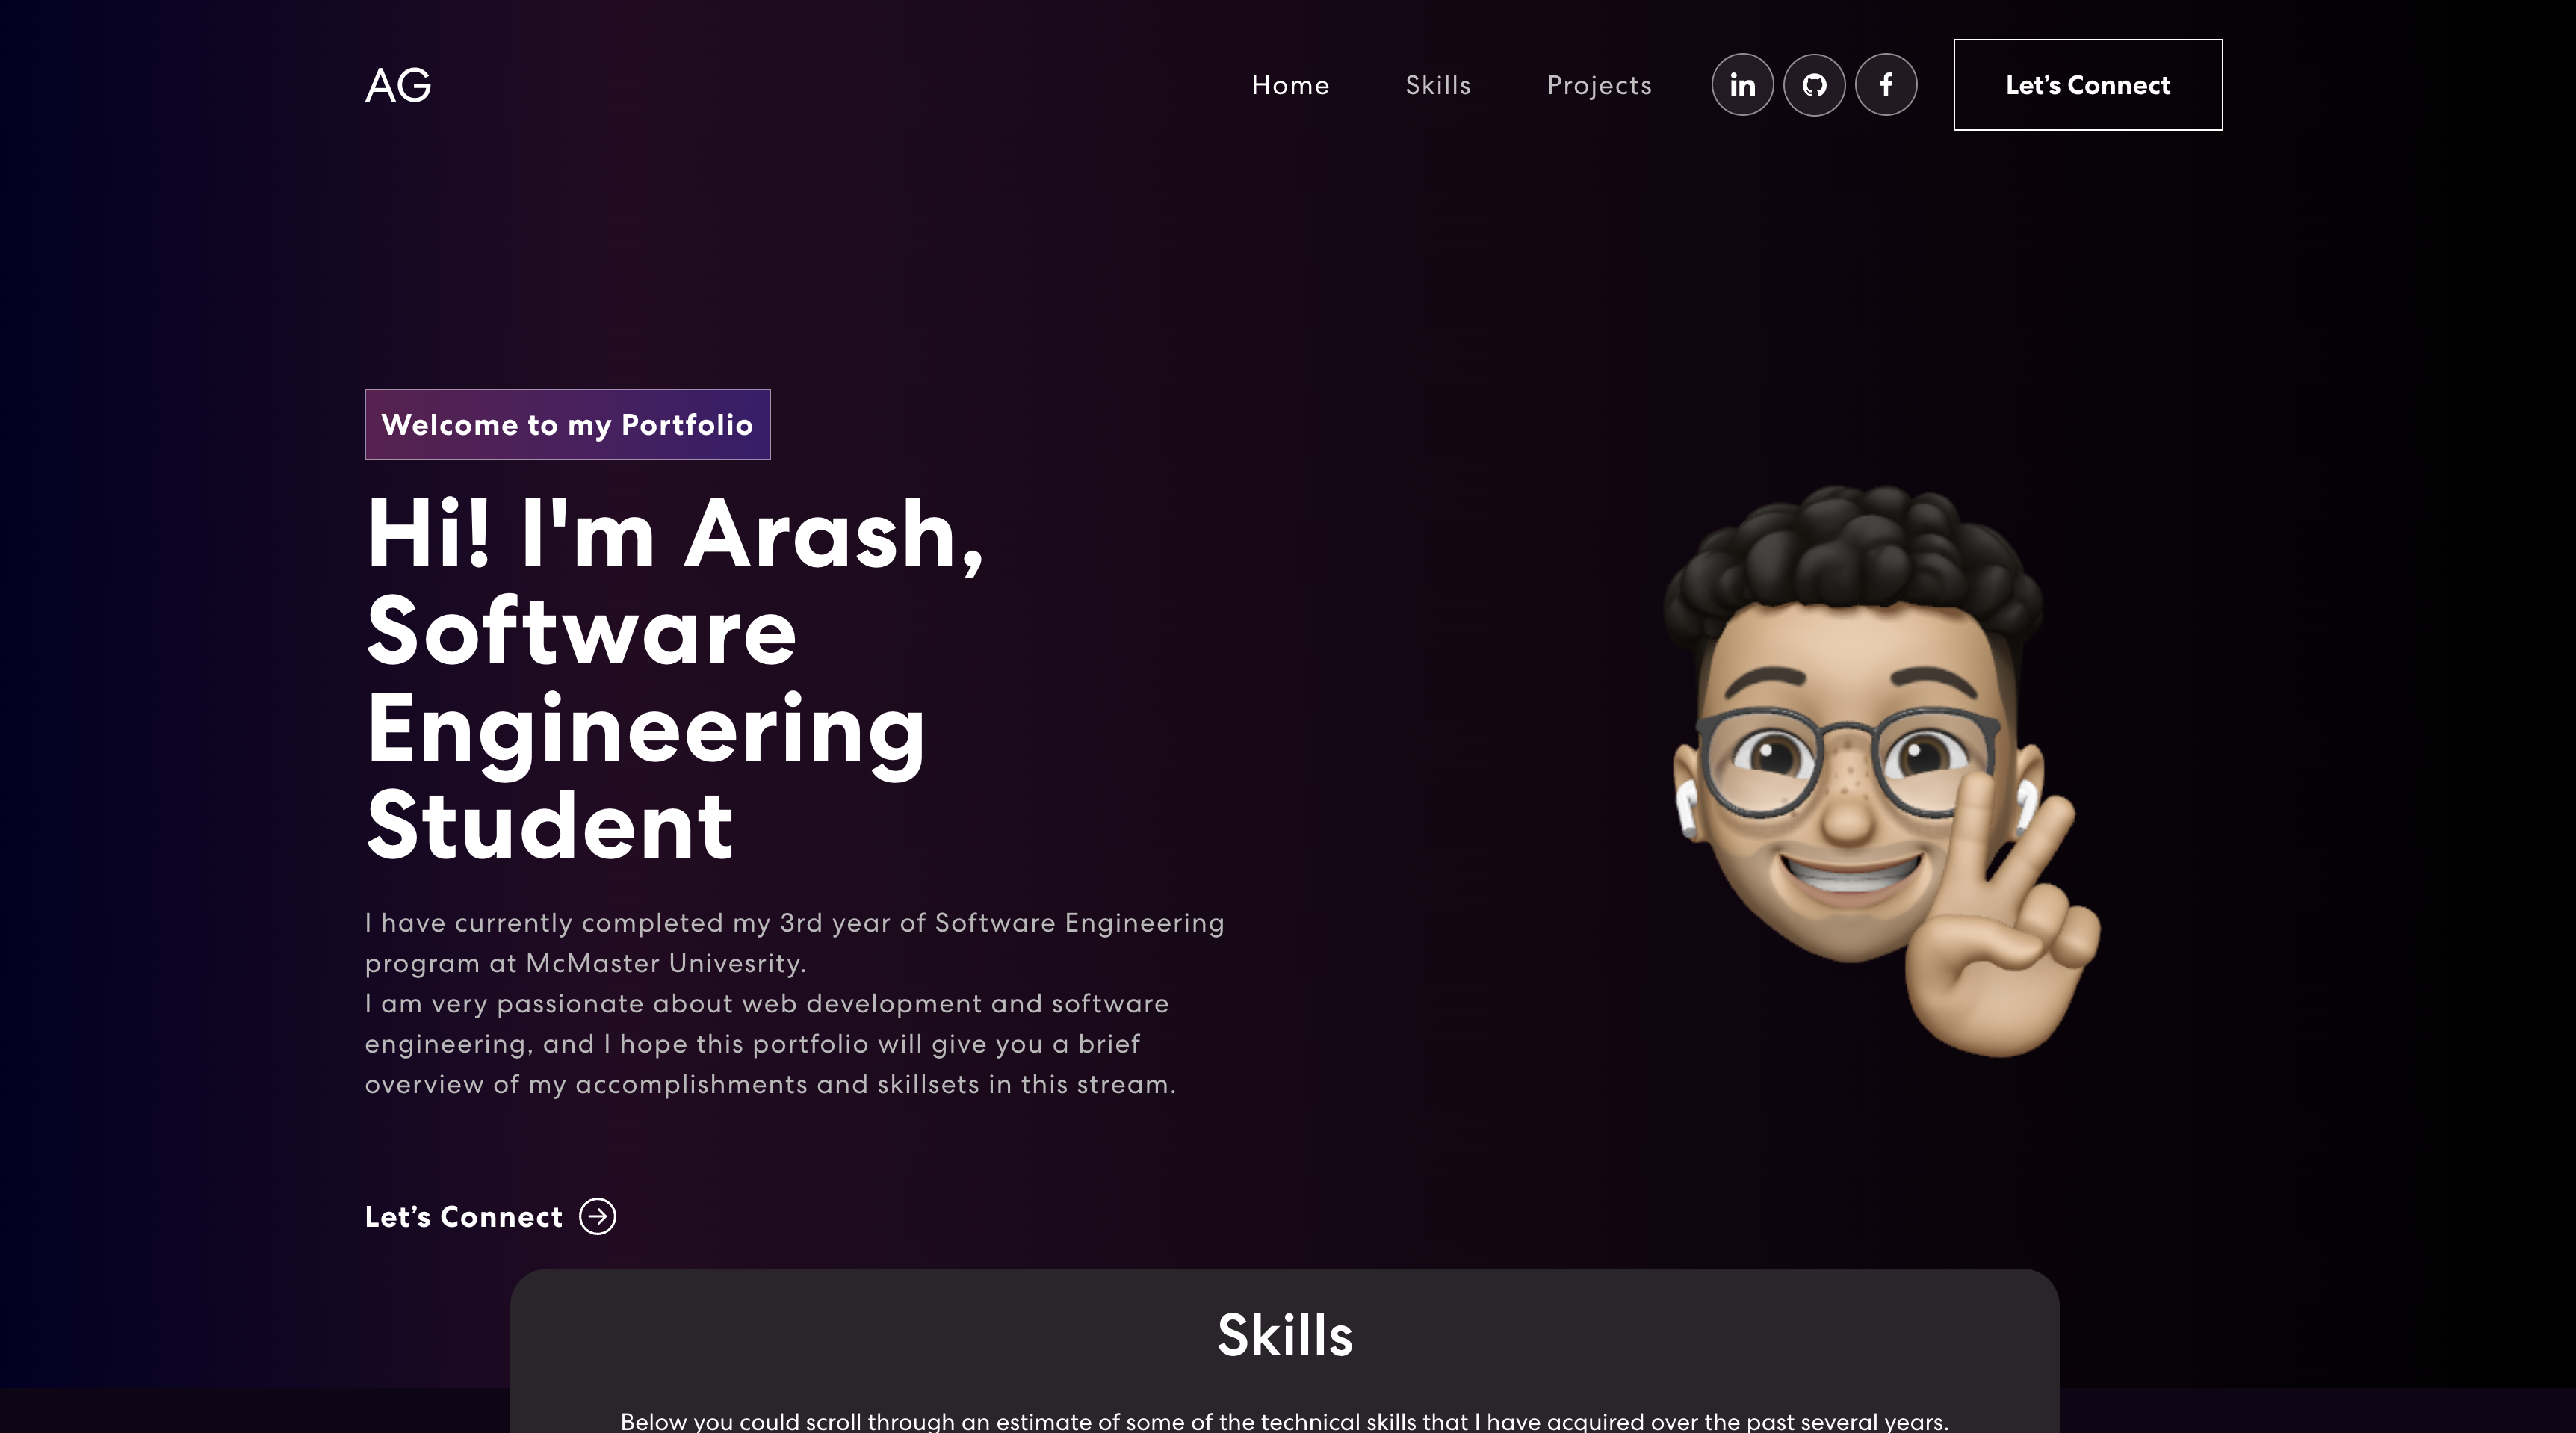 AG
Home Skills Projects in f Let’s Connect
Welcome to my Portfolio
Hi! I'm Arash,
Software
Engineering
Student
I have currently completed my 3rd year of Software Engineering
program at McMaster Univesrity.
I am very passionate about web development and software
engineering, and I hope this portfolio will give you a brief
overview of my accomplishments and skillsets in this stream.
Let’s Connect
Skills
Below you could scroll through an estimate of some of the technical skills that I have acquired over the past several years.